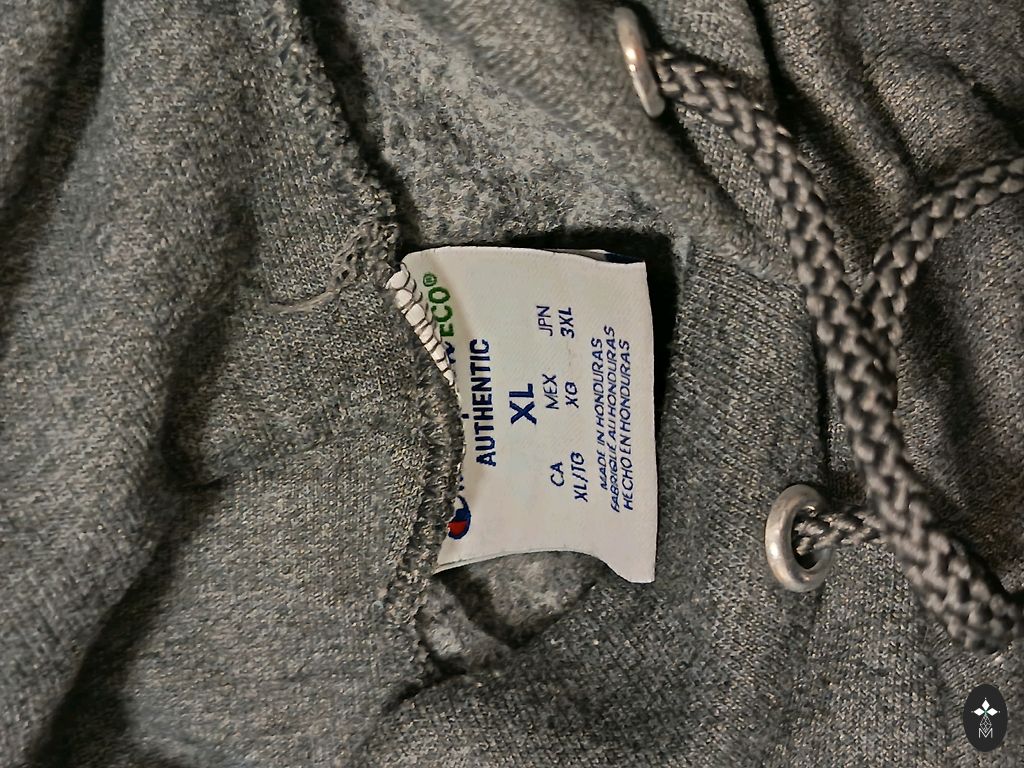 ECO®
AUTHENTIC
XL
CA MEX JPN
XL/TG XG 3XL
MADE IN HONDURAS
FABRIQUÉ AU HONDURAS
HECHO EN HONDURAS
M